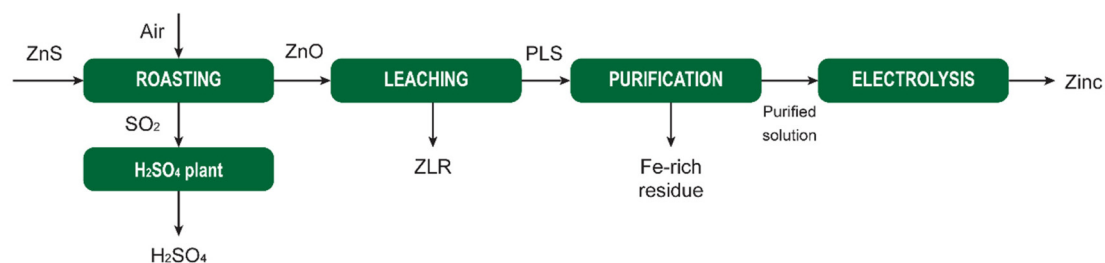 Air
ZnS
ZnO
PLS
ROASTING
LEACHING
PURIFICATION
ELECTROLYSIS
Zinc
SO₂
Purified
solution
H₂SO₄ plant
ZLR
Fe-rich
residue
H₂SO₄